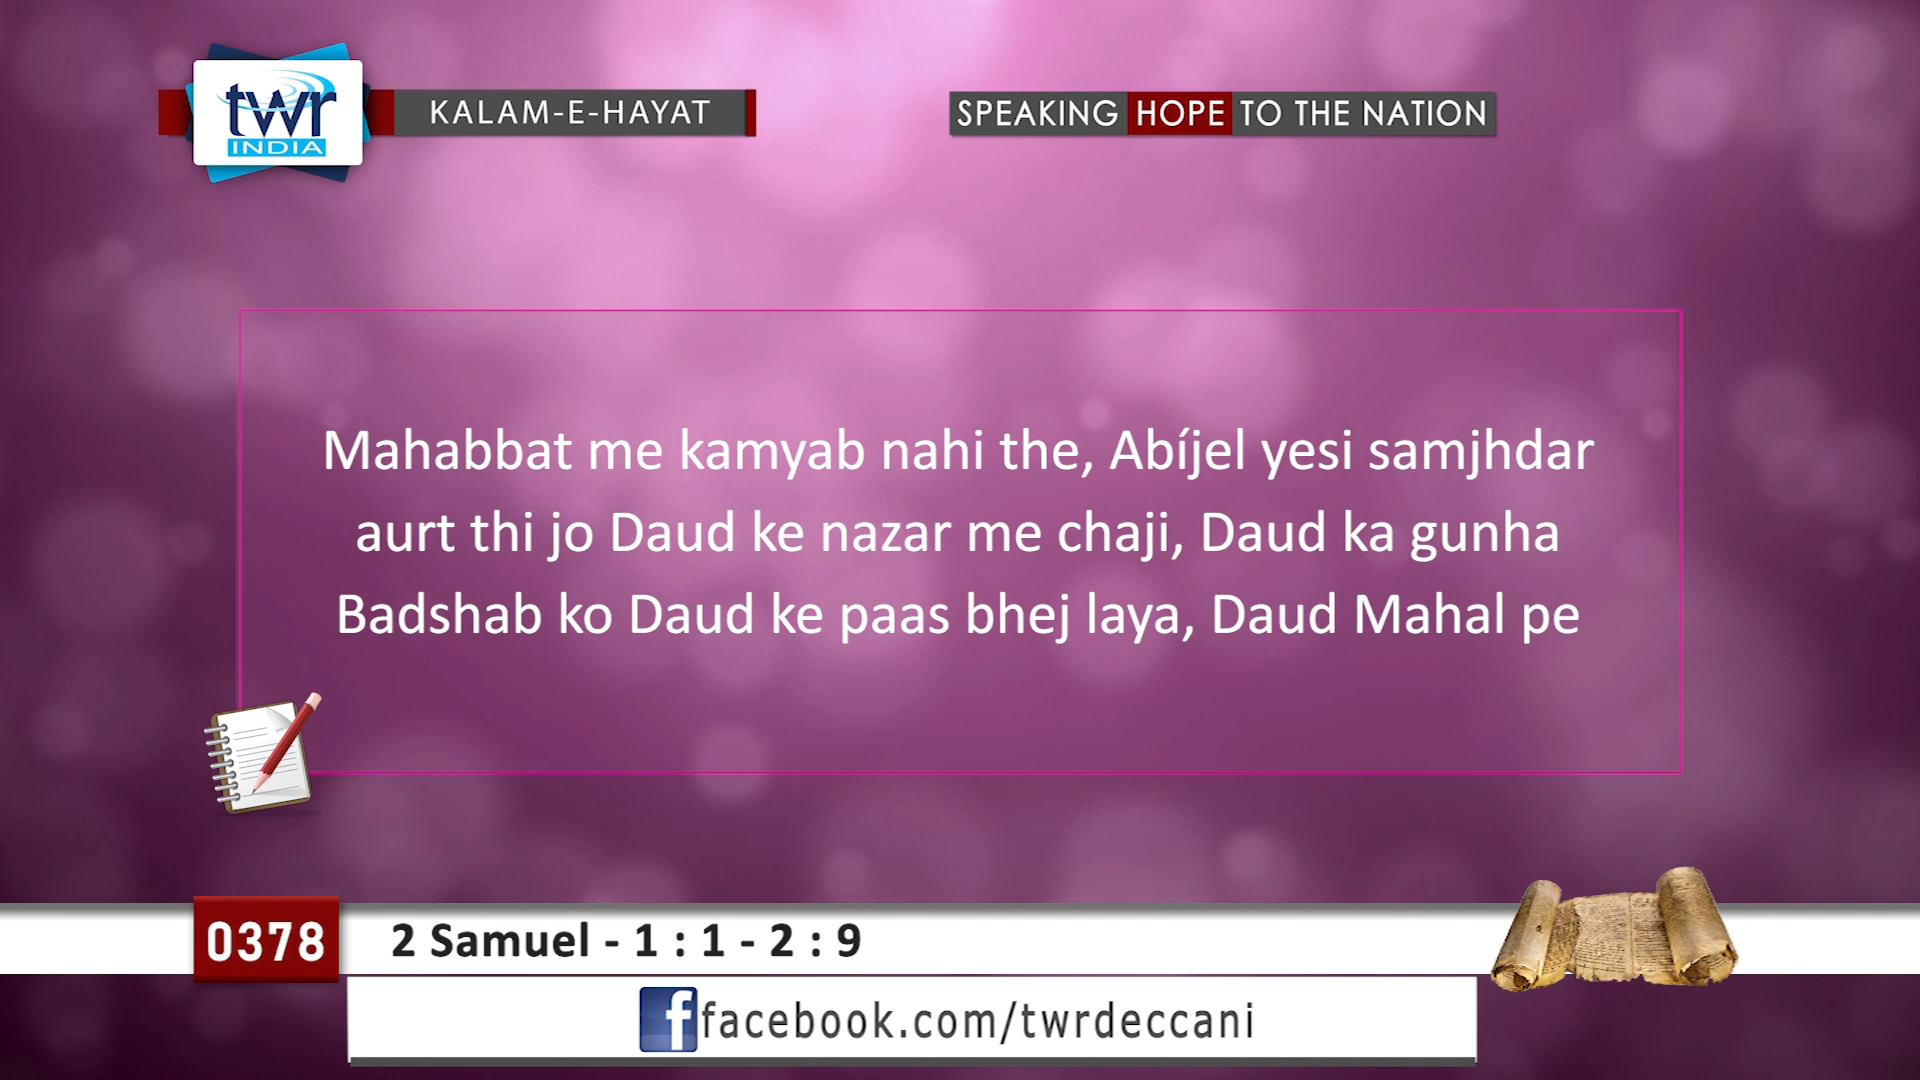 twr
INDIA
KALAM-E-HAYAT
SPEAKING HOPE TO THE NATION
Mahabbat me kamyab nahi the, Abíjel yesi samjhdar
aurt thi jo Daud ke nazar me chaji, Daud ka gunha
Badshab ko Daud ke paas bhej laya, Daud Mahal pe
0378
2 Samuel - 1 : 1 - 2 : 9
facebook.com/twrdeccani